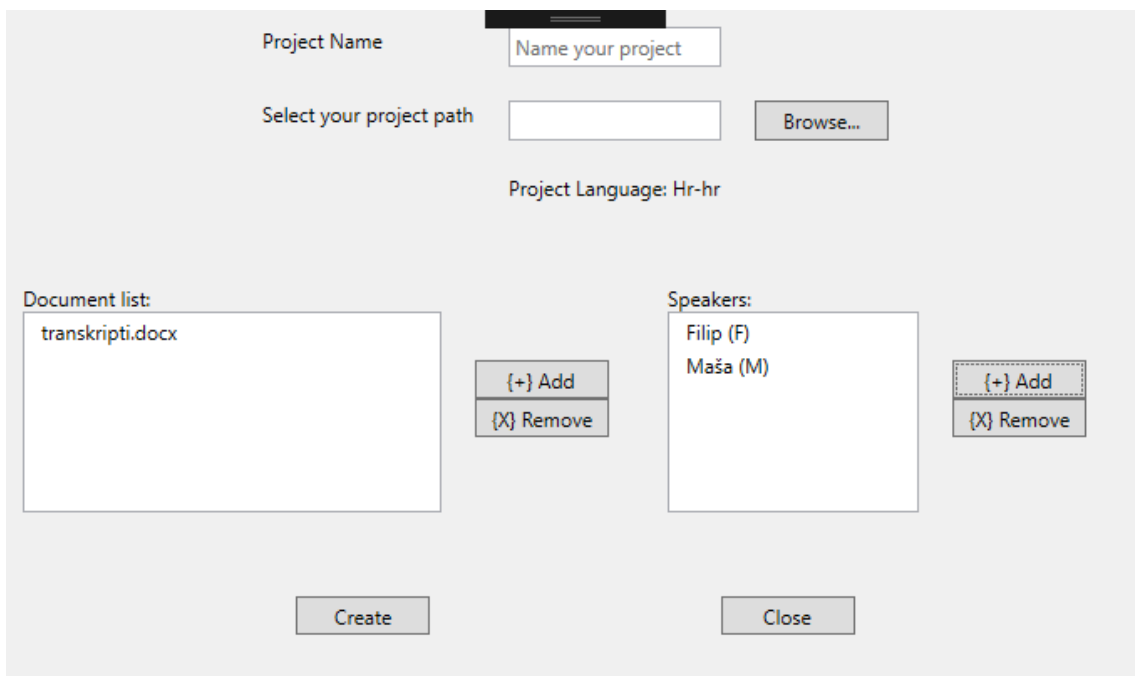 Project Name
Name your project
Select your project path
Browse...
Project Language: Hr-hr
Document list:
transkripti.docx
{+} Add
{X} Remove
Speakers:
Filip (F)
Maša (M)
{+} Add
{X} Remove
Create
Close